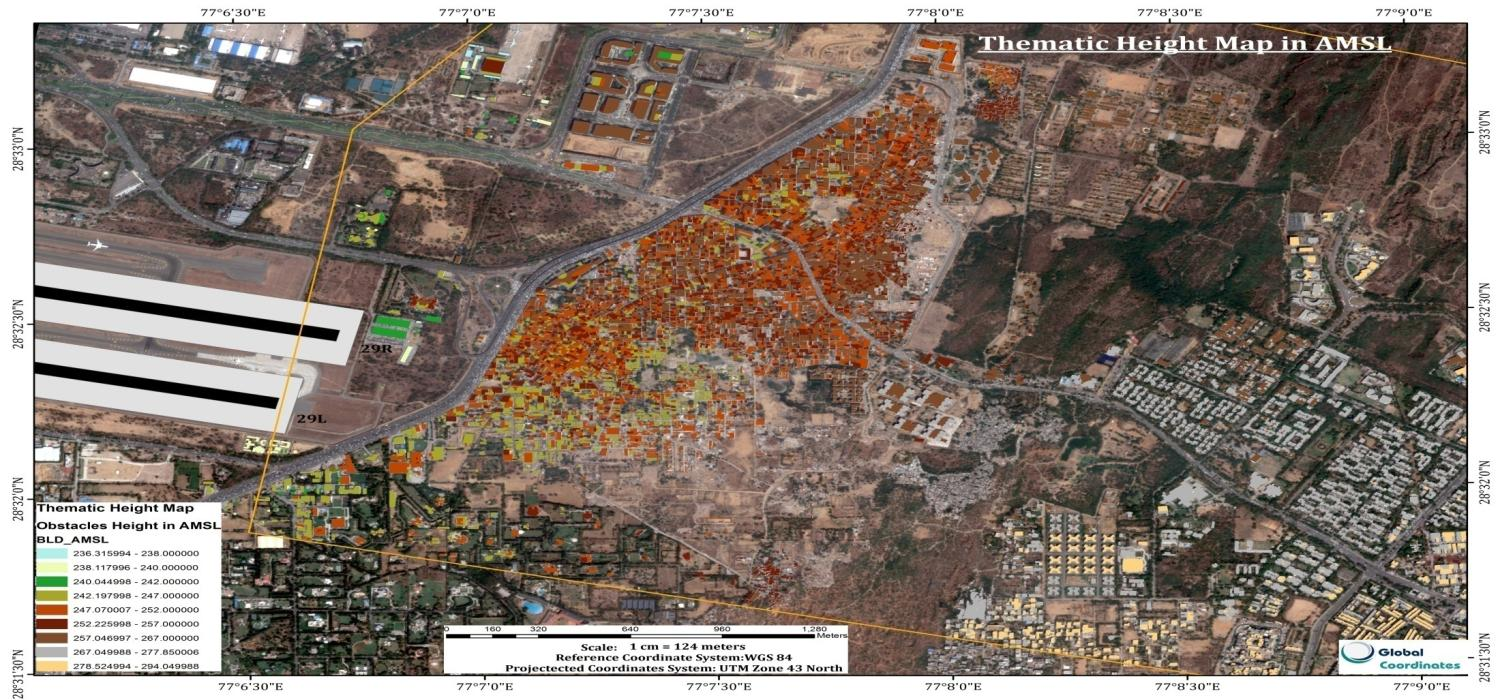 77°6'30"E 77°7'0"E 77°7'30"E 77°8'0"E 77°8'30"E 77°9'0"E
Thematic Height Map in AMSL
28°33'0"N 28°33'0"N
28°32'30"N 28°32'30"N
29R
29L
28°32'0"N 28°32'0"N
Thematic Height Map
Obstacles Height in AMSL
BLD_AMSL
236.315994 - 238.000000
238.117996 - 240.000000
240.044998 - 242.000000
242.197998 - 247.000000
247.070007 - 252.000000
252.225998 - 257.000000
257.046997 - 267.000000
267.049988 - 277.850006
278.524994 - 294.049988
0 160 320 640 960 1,280
Meters
Scale: 1 cm = 124 meters
Reference Coordinate System:WGS 84
Projectected Coordinates System: UTM Zone 43 North
Global
Coordinates
28°31'30"N 28°31'30"N
77°6'30"E 77°7'0"E 77°7'30"E 77°8'0"E 77°8'30"E 77°9'0"E